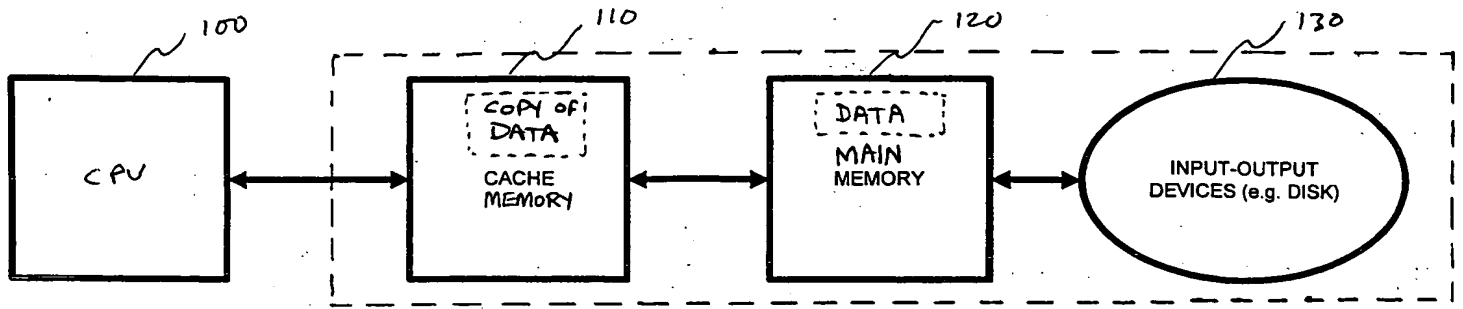 100
110
120
130
CPU
COPY OF
DATA
CACHE
MEMORY
DATA
MAIN
MEMORY
INPUT-OUTPUT
DEVICES (e.g. DISK)